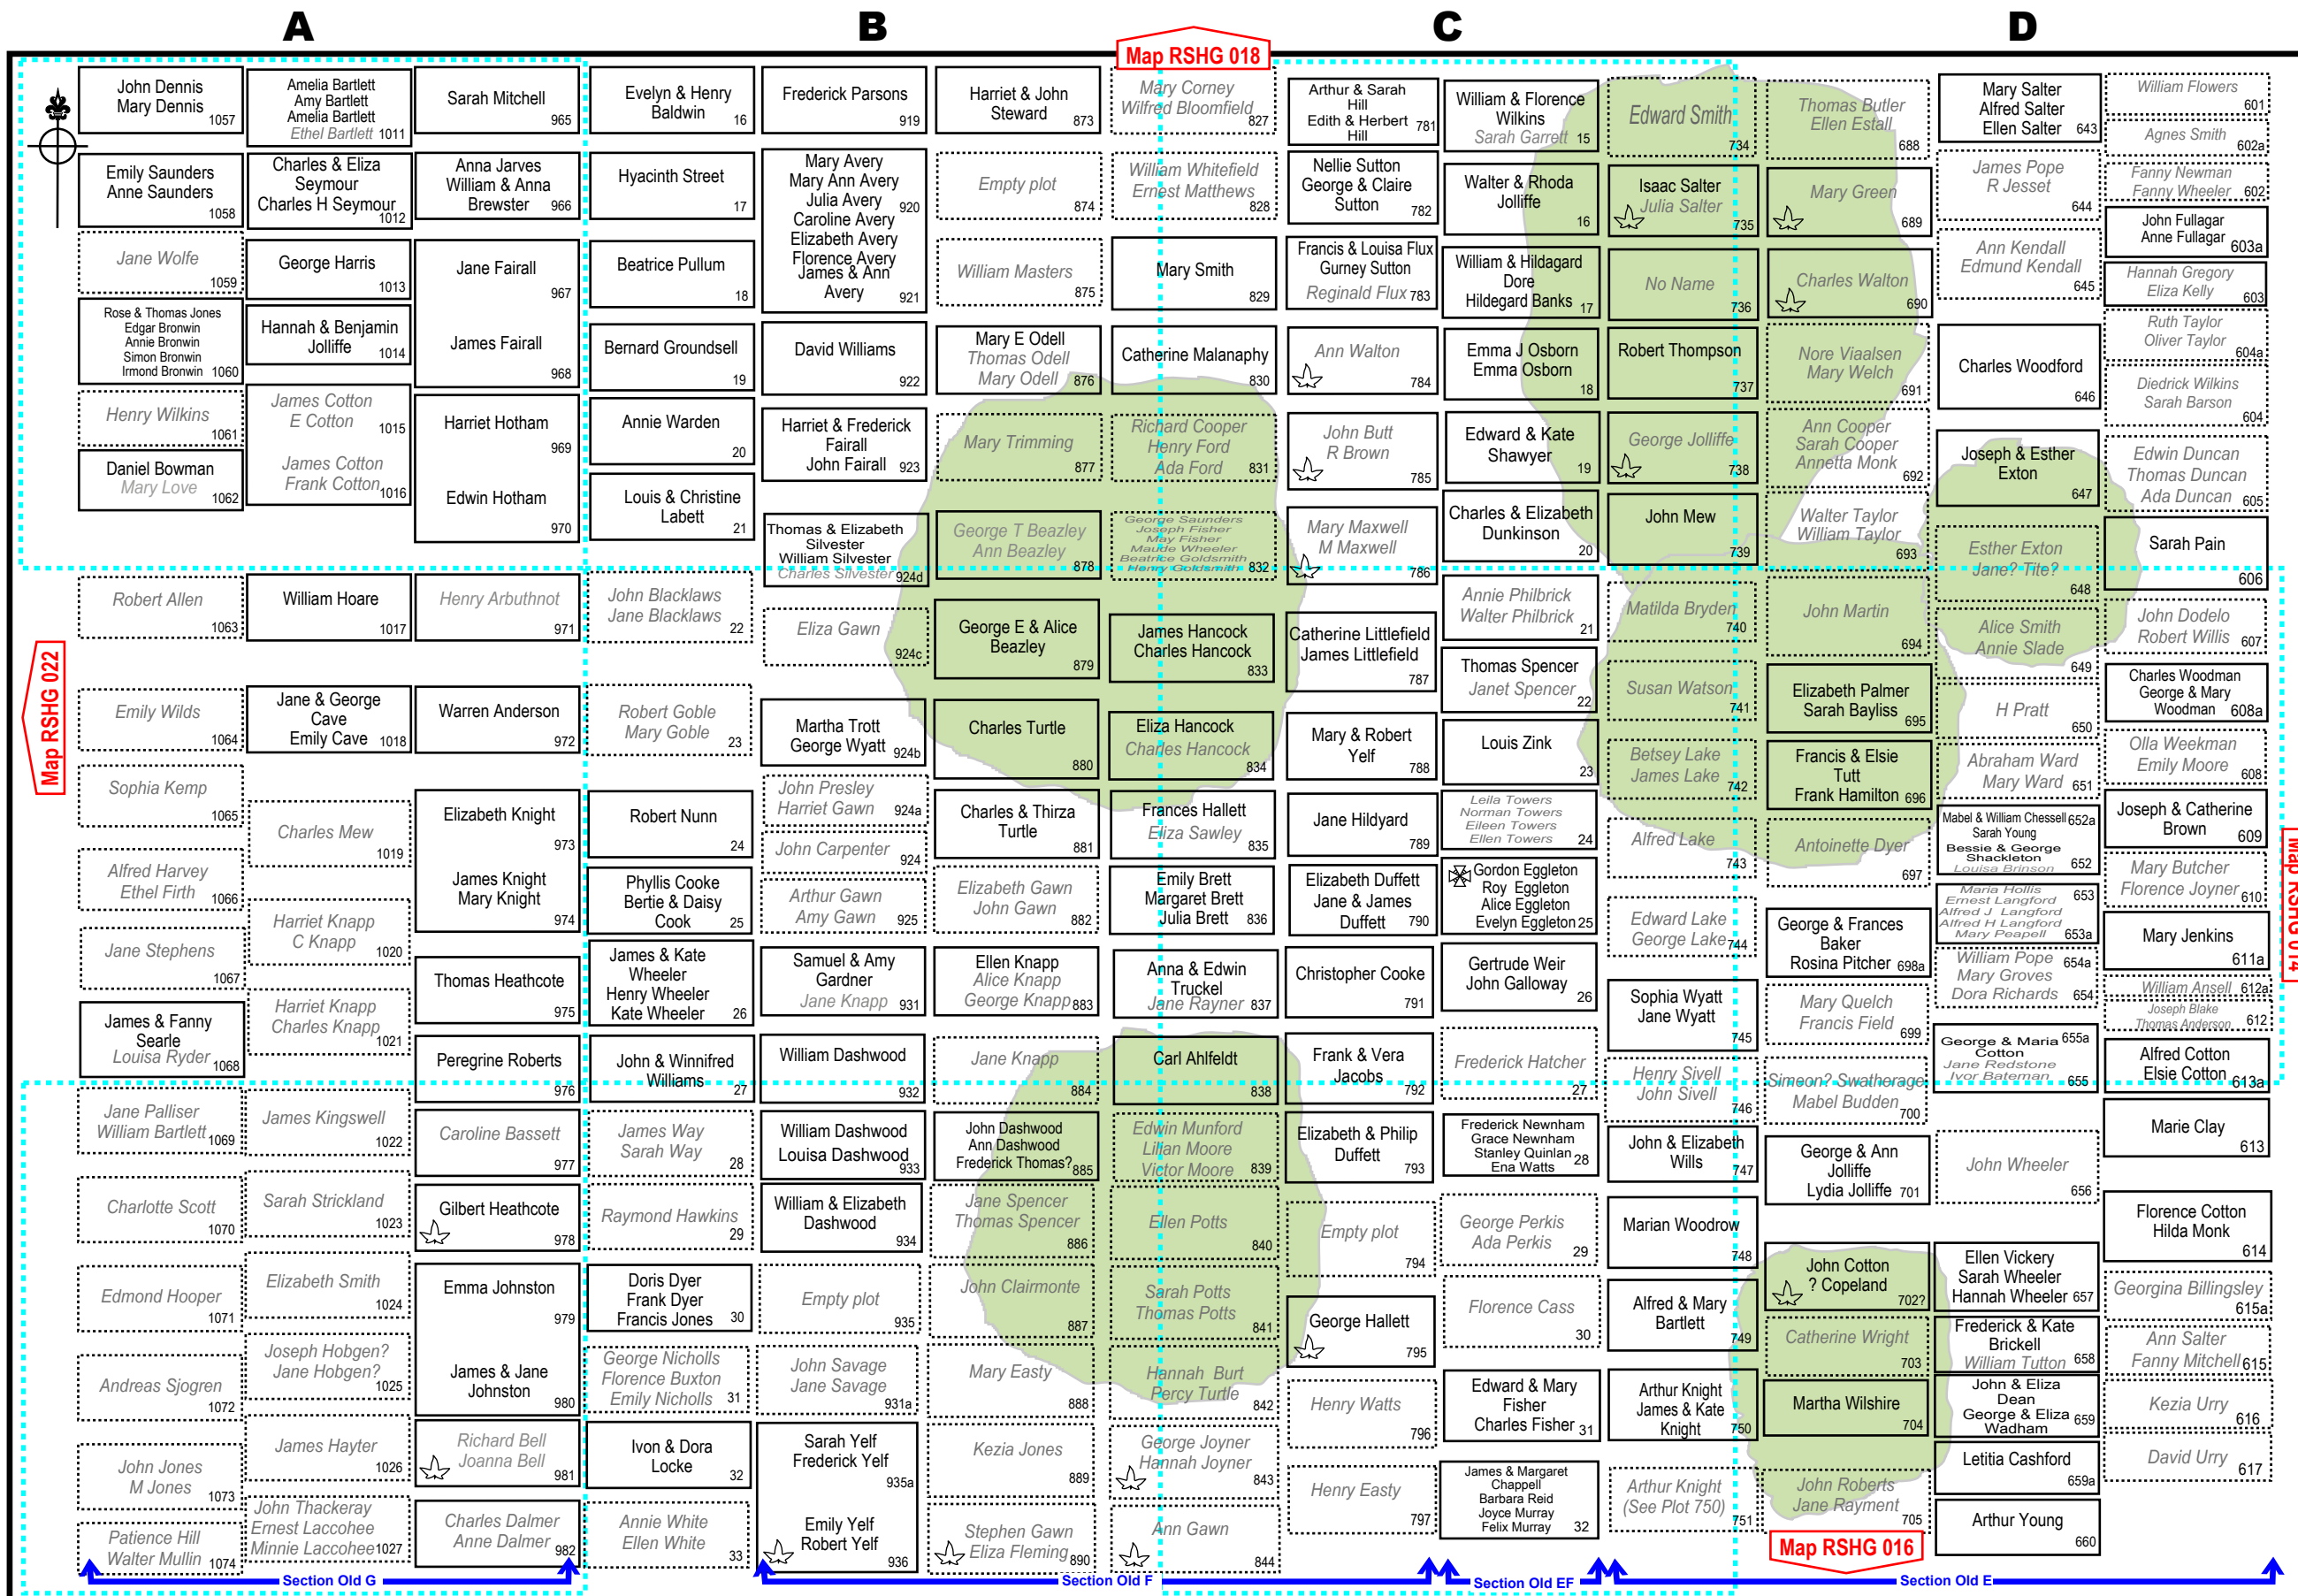 A
B
C
D
Map RSHG 018
Map RSHG 022
Map RSHG 014
Map RSHG 016
John Dennis
Mary Dennis
1057
Emily Saunders
Anne Saunders
1058
Jane Wolfe
1059
Rose & Thomas Jones
Edgar Bronwin
Annie Bronwin
Simon Bronwin
Irmond Bronwin 1060
Henry Wilkins
1061
Daniel Bowman
Mary Love
1062
Robert Allen
1063
Emily Wilds
1064
Sophia Kemp
1065
Alfred Harvey
Ethel Firth
1066
Jane Stephens
1067
James & Fanny
Searle
Louisa Ryder 1068
Jane Palliser
William Bartlett 1069
Charlotte Scott
1070
Edmond Hooper
1071
Andreas Sjogren
1072
John Jones
M Jones
1073
Patience Hill
Walter Mullin 1074
Amelia Bartlett
Amy Bartlett
Amelia Bartlett
Ethel Bartlett 1011
Charles & Eliza
Seymour
Charles H Seymour
1012
George Harris
1013
Hannah & Benjamin
Jolliffe
1014
James Cotton
E Cotton
1015
James Cotton
Frank Cotton 1016
William Hoare
1017
Jane & George
Cave
Emily Cave 1018
Charles Mew
1019
Harriet Knapp
C Knapp
1020
Harriet Knapp
Charles Knapp
1021
James Kingswell
1022
Sarah Strickland
1023
Elizabeth Smith
1024
Joseph Hobgen?
Jane Hobgen?
1025
James Hayter
1026
John Thackeray
Ernest Laccohee
Minnie Laccohee 1027
Sarah Mitchell
965
Anna Jarves
William & Anna
Brewster 966
Jane Fairall
967
James Fairall
968
Harriet Hotham
969
Edwin Hotham
970
Henry Arbuthnot
971
Warren Anderson
972
Elizabeth Knight
973
James Knight
Mary Knight
974
Thomas Heathcote
975
Peregrine Roberts
976
Caroline Bassett
977
Gilbert Heathcote
978
Emma Johnston
979
James & Jane
Johnston
980
Richard Bell
Joanna Bell
981
Charles Dalmer
Anne Dalmer
982
Evelyn & Henry
Baldwin
16
Hyacinth Street
17
Beatrice Pullum
18
Bernard Groundsell
19
Annie Warden
20
Louis & Christine
Labett
21
John Blacklaws
Jane Blacklaws
22
Robert Goble
Mary Goble
23
Robert Nunn
24
Phyllis Cooke
Bertie & Daisy
Cook 25
James & Kate
Wheeler
Henry Wheeler
Kate Wheeler 26
John & Winnifred
Williams
27
James Way
Sarah Way
28
Raymond Hawkins
29
Doris Dyer
Frank Dyer
Francis Jones 30
George Nicholls
Florence Buxton
Emily Nicholls 31
Ivon & Dora
Locke
32
Annie White
Ellen White
33
Frederick Parsons
919
Mary Avery
Mary Ann Avery
Julia Avery 920
Caroline Avery
Elizabeth Avery
Florence Avery
James & Ann
Avery
921
David Williams
922
Harriet & Frederick
Fairall
John Fairall 923
Thomas & Elizabeth
Silvester
William Silvester
Charles Silvester 924d
Eliza Gawn
924c
Martha Trott
George Wyatt 924b
John Presley
Harriet Gawn
924a
John Carpenter
924
Arthur Gawn
Amy Gawn
925
Samuel & Amy
Gardner
Jane Knapp 931
William Dashwood
932
William Dashwood
Louisa Dashwood
933
William & Elizabeth
Dashwood
934
Empty plot
935
John Savage
Jane Savage
931a
Sarah Yelf
Frederick Yelf
935a
Emily Yelf
Robert Yelf
936
Harriet & John
Steward
873
Empty plot
874
William Masters
875
Mary E Odell
Thomas Odell
Mary Odell 876
Mary Trimming
877
George T Beazley
Ann Beazley
878
George E & Alice
Beazley
879
Charles Turtle
880
Charles & Thirza
Turtle
881
Elizabeth Gawn
John Gawn
882
Ellen Knapp
Alice Knapp
George Knapp 883
Jane Knapp
884
John Dashwood
Ann Dashwood
Frederick Thomas? 885
Jane Spencer
Thomas Spencer
886
John Clairmonte
887
Mary Easty
888
Kezia Jones
889
Stephen Gawn
Eliza Fleming 890
Mary Corney
Wilfred Bloomfield
827
William Whitefield
Ernest Matthews
828
Mary Smith
829
Catherine Malanaphy
830
Richard Cooper
Henry Ford
Ada Ford 831
George Saunders
Joseph Fisher
May Fisher
Maude Wheeler
Beatrice Goldsmith
Henry Goldsmith 832
James Hancock
Charles Hancock
833
Eliza Hancock
Charles Hancock
834
Frances Hallett
Eliza Sawley
835
Emily Brett
Margaret Brett
Julia Brett 836
Anna & Edwin
Truckel
Jane Rayner 837
Carl Ahlfeldt
838
Edwin Munford
Lilian Moore
Victor Moore 839
Ellen Potts
840
Sarah Potts
Thomas Potts
841
Hannah Burt
Percy Turtle
842
George Joyner
Hannah Joyner
843
Ann Gawn
844
Arthur & Sarah
Hill
Edith & Herbert
Hill
781
Nellie Sutton
George & Claire
Sutton
782
Francis & Louisa Flux
Gurney Sutton
Reginald Flux 783
Ann Walton
784
John Butt
R Brown
785
Mary Maxwell
M Maxwell
786
Catherine Littlefield
James Littlefield
787
Mary & Robert
Yelf
788
Jane Hildyard
789
Elizabeth Duffett
Jane & James
Duffett 790
Christopher Cooke
791
Frank & Vera
Jacobs
792
Elizabeth & Philip
Duffett
793
Empty plot
794
George Hallett
795
Henry Watts
796
Henry Easty
797
William & Florence
Wilkins
Sarah Garrett 15
Walter & Rhoda
Jolliffe
16
William & Hildagard
Dore
Hildegard Banks 17
Emma J Osborn
Emma Osborn
18
Edward & Kate
Shawyer
19
Charles & Elizabeth
Dunkinson
20
Annie Philbrick
Walter Philbrick
21
Thomas Spencer
Janet Spencer
22
Louis Zink
23
Leila Towers
Norman Towers
Eileen Towers
Ellen Towers 24
Gordon Eggleton
Roy Eggleton
Alice Eggleton
Evelyn Eggleton 25
Gertrude Weir
John Galloway
26
Frederick Hatcher
27
Frederick Newnham
Grace Newnham
Stanley Quinlan
Ena Watts 28
George Perkis
Ada Perkis
29
Florence Cass
30
Edward & Mary
Fisher
Charles Fisher 31
James & Margaret
Chappell
Barbara Reid
Joyce Murray
Felix Murray 32
Edward Smith
734
Isaac Salter
Julia Salter
735
No Name
736
Robert Thompson
737
George Jolliffe
738
John Mew
739
Matilda Bryden
740
Susan Watson
741
Betsey Lake
James Lake
742
Alfred Lake
743
Edward Lake
George Lake 744
Sophia Wyatt
Jane Wyatt
745
Henry Sivell
John Sivell
746
John & Elizabeth
Wills
747
Marian Woodrow
748
Alfred & Mary
Bartlett
749
Arthur Knight
James & Kate
Knight 750
Arthur Knight
(See Plot 750)
751
Thomas Butler
Ellen Estall
688
Mary Green
689
Charles Walton
690
Nore Viaalsen
Mary Welch
691
Ann Cooper
Sarah Cooper
Annetta Monk
692
Walter Taylor
William Taylor
693
John Martin
694
Elizabeth Palmer
Sarah Bayliss
695
Francis & Elsie
Tutt
Frank Hamilton 696
Antoinette Dyer
697
George & Frances
Baker
Rosina Pitcher 698a
Mary Quelch
Francis Field
699
Simeon? Swatherage
Mabel Budden 700
George & Ann
Jolliffe
Lydia Jolliffe 701
John Cotton
? Copeland
702?
Catherine Wright
703
Martha Wilshire
704
John Roberts
Jane Rayment
705
Mary Salter
Alfred Salter
Ellen Salter 643
James Pope
R Jesset
644
Ann Kendall
Edmund Kendall
645
Charles Woodford
646
Joseph & Esther
Exton
647
Esther Exton
Jane? Tite?
648
Alice Smith
Annie Slade
649
H Pratt
650
Abraham Ward
Mary Ward 651
Mabel & William Chessell 652a
Sarah Young
Bessie & George
Shackleton
Louisa Brinson 652
Maria Hollis 653
Ernest Langford
Alfred J Langford
Alfred H Langford
Mary Peapell 653a
William Pope 654a
Mary Groves
Dora Richards 654
George & Maria 655a
Cotton
Jane Redstone
Ivor Bateman 655
John Wheeler
656
Ellen Vickery
Sarah Wheeler
Hannah Wheeler 657
Frederick & Kate
Brickell
William Tutton 658
John & Eliza
Dean
George & Eliza 659
Wadham
Letitia Cashford
659a
Arthur Young
660
William Flowers
601
Agnes Smith
602a
Fanny Newman
Fanny Wheeler 602
John Fullagar
Anne Fullagar 603a
Hannah Gregory
Eliza Kelly 603
Ruth Taylor
Oliver Taylor 604a
Diedrick Wilkins
Sarah Barson
604
Edwin Duncan
Thomas Duncan
Ada Duncan 605
Sarah Pain
606
John Dodelo
Robert Willis 607
Charles Woodman
George & Mary
Woodman 608a
Olla Weekman
Emily Moore 608
Joseph & Catherine
Brown
609
Mary Butcher
Florence Joyner
610
Mary Jenkins
611a
William Ansell 612a
Joseph Blake
Thomas Anderson 612
Alfred Cotton
Elsie Cotton 613a
Marie Clay
613
Florence Cotton
Hilda Monk
614
Georgina Billingsley
615a
Ann Salter
Fanny Mitchell 615
Kezia Urry
616
David Urry
617
Section Old G
Section Old F
Section Old EF
Section Old E